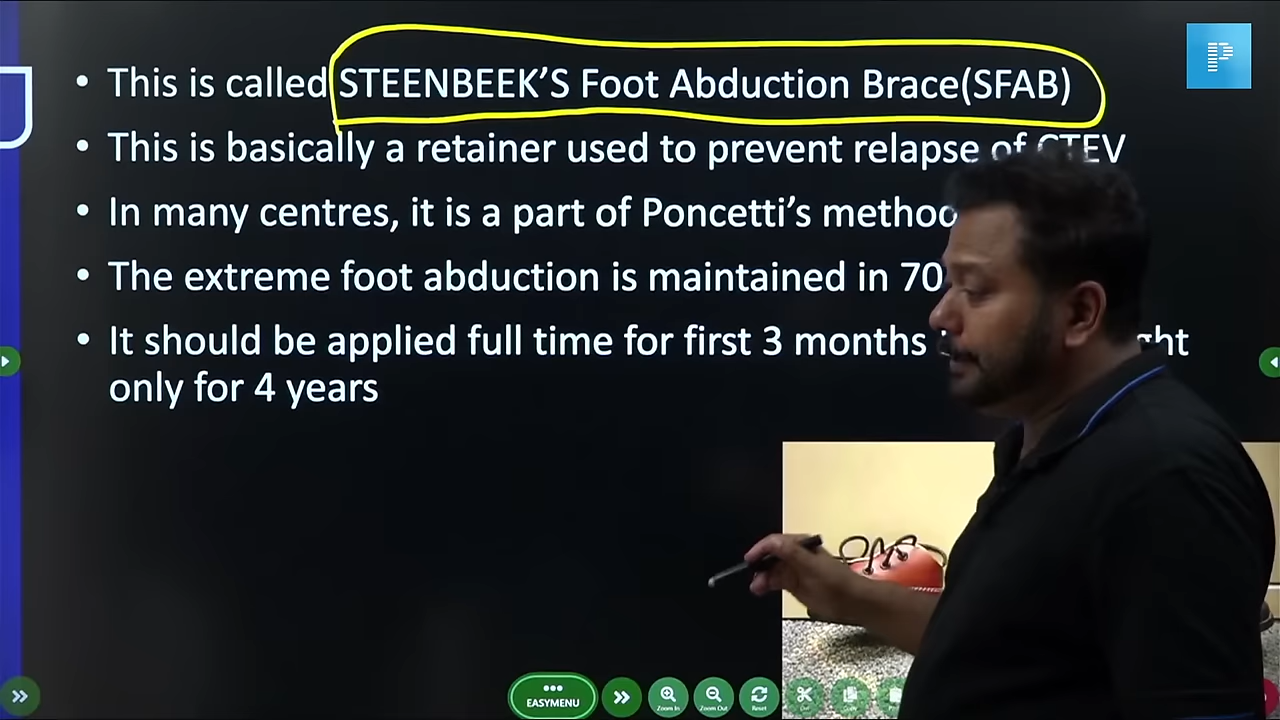 This is called STEENBEEK’S Foot Abduction Brace(SFAB)
This is basically a retainer used to prevent relapse of CTEV
In many centres, it is a part of Poncetti’s method
The extreme foot abduction is maintained in 70
It should be applied full time for first 3 months
only for 4 years
EASYMENU
Zoom In
Zoom Out
Reset
P